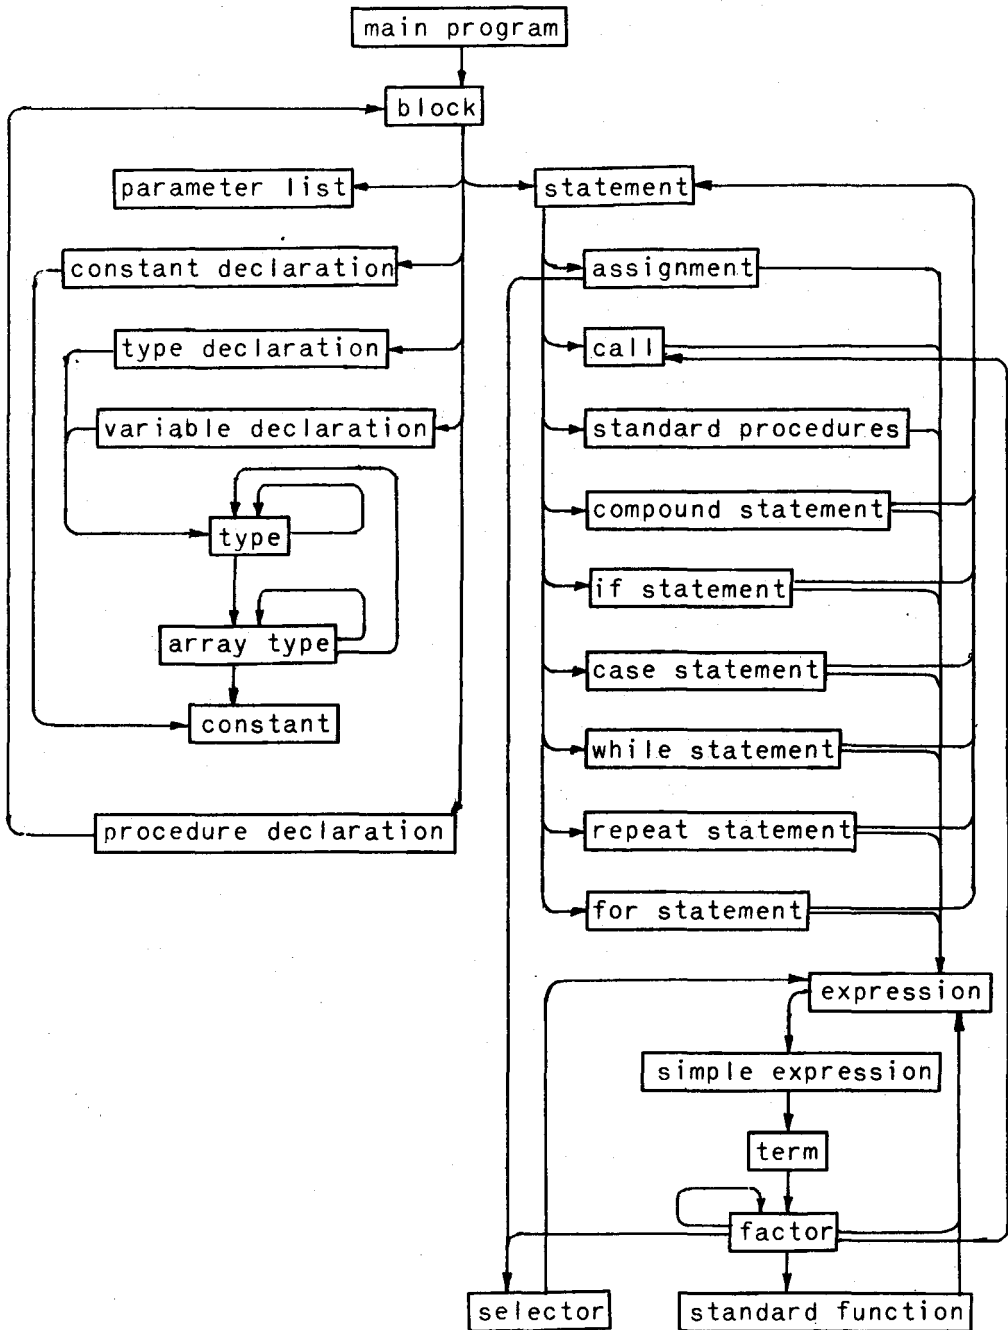 main program
block
parameter list
statement
constant declaration
assignment
type declaration
call
variable declaration
standard procedures
type
compound statement
if statement
array type
case statement
constant
while statement
procedure declaration
repeat statement
for statement
expression
simple expression
term
factor
selector
standard function